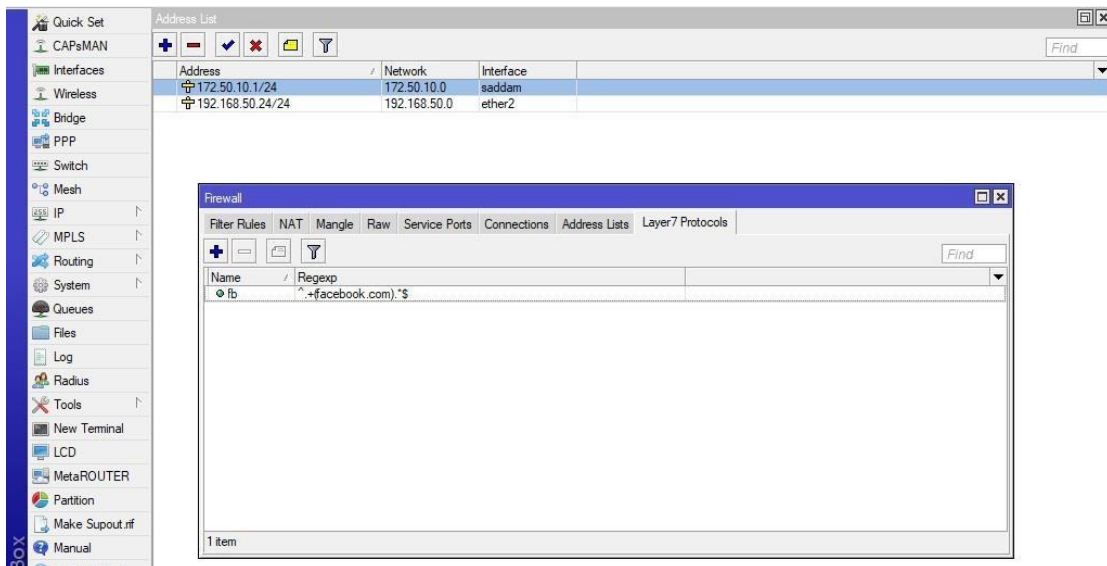 Quick Set
CAPsMAN
Interfaces
Wireless
Bridge
PPP
Switch
Mesh
IP
MPLS
Routing
System
Queues
Files
Log
Radius
Tools
New Terminal
LCD
MetaROUTER
Partition
Make Supout.rif
Manual
Box
Address List
Find
Address / Network Interface
172.50.10.1/24 172.50.10.0 saddam
192.168.50.24/24 192.168.50.0 ether2
Firewall
Filter Rules NAT Mangle Raw Service Ports Connections Address Lists Layer7 Protocols
Find
Name / Regexp
fb ^.+(facebook.com).*$
1 item